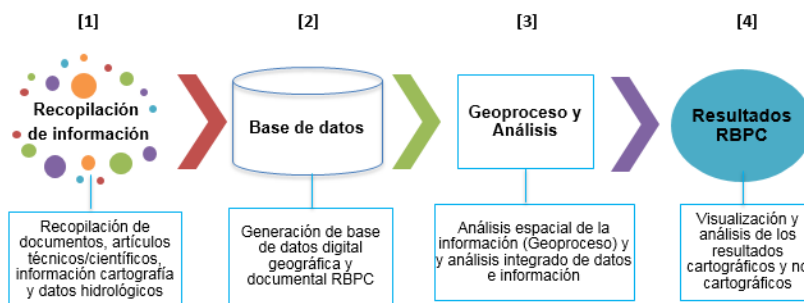 [1]
[2]
[3]
[4]
Recopilación
de información
Base de datos
Geoproceso y
Análisis
Resultados
RBPC
Recopilación de
documentos, artículos
técnicos/científicos,
información cartografía
y datos hidrológicos
Generación de base
de datos digital
geográfica y
documental RBPC
Análisis espacial de la
información (Geoproceso) y
y análisis integrado de datos
e información
Visualización y
análisis de los
resultados
cartográficos y no
cartográficos